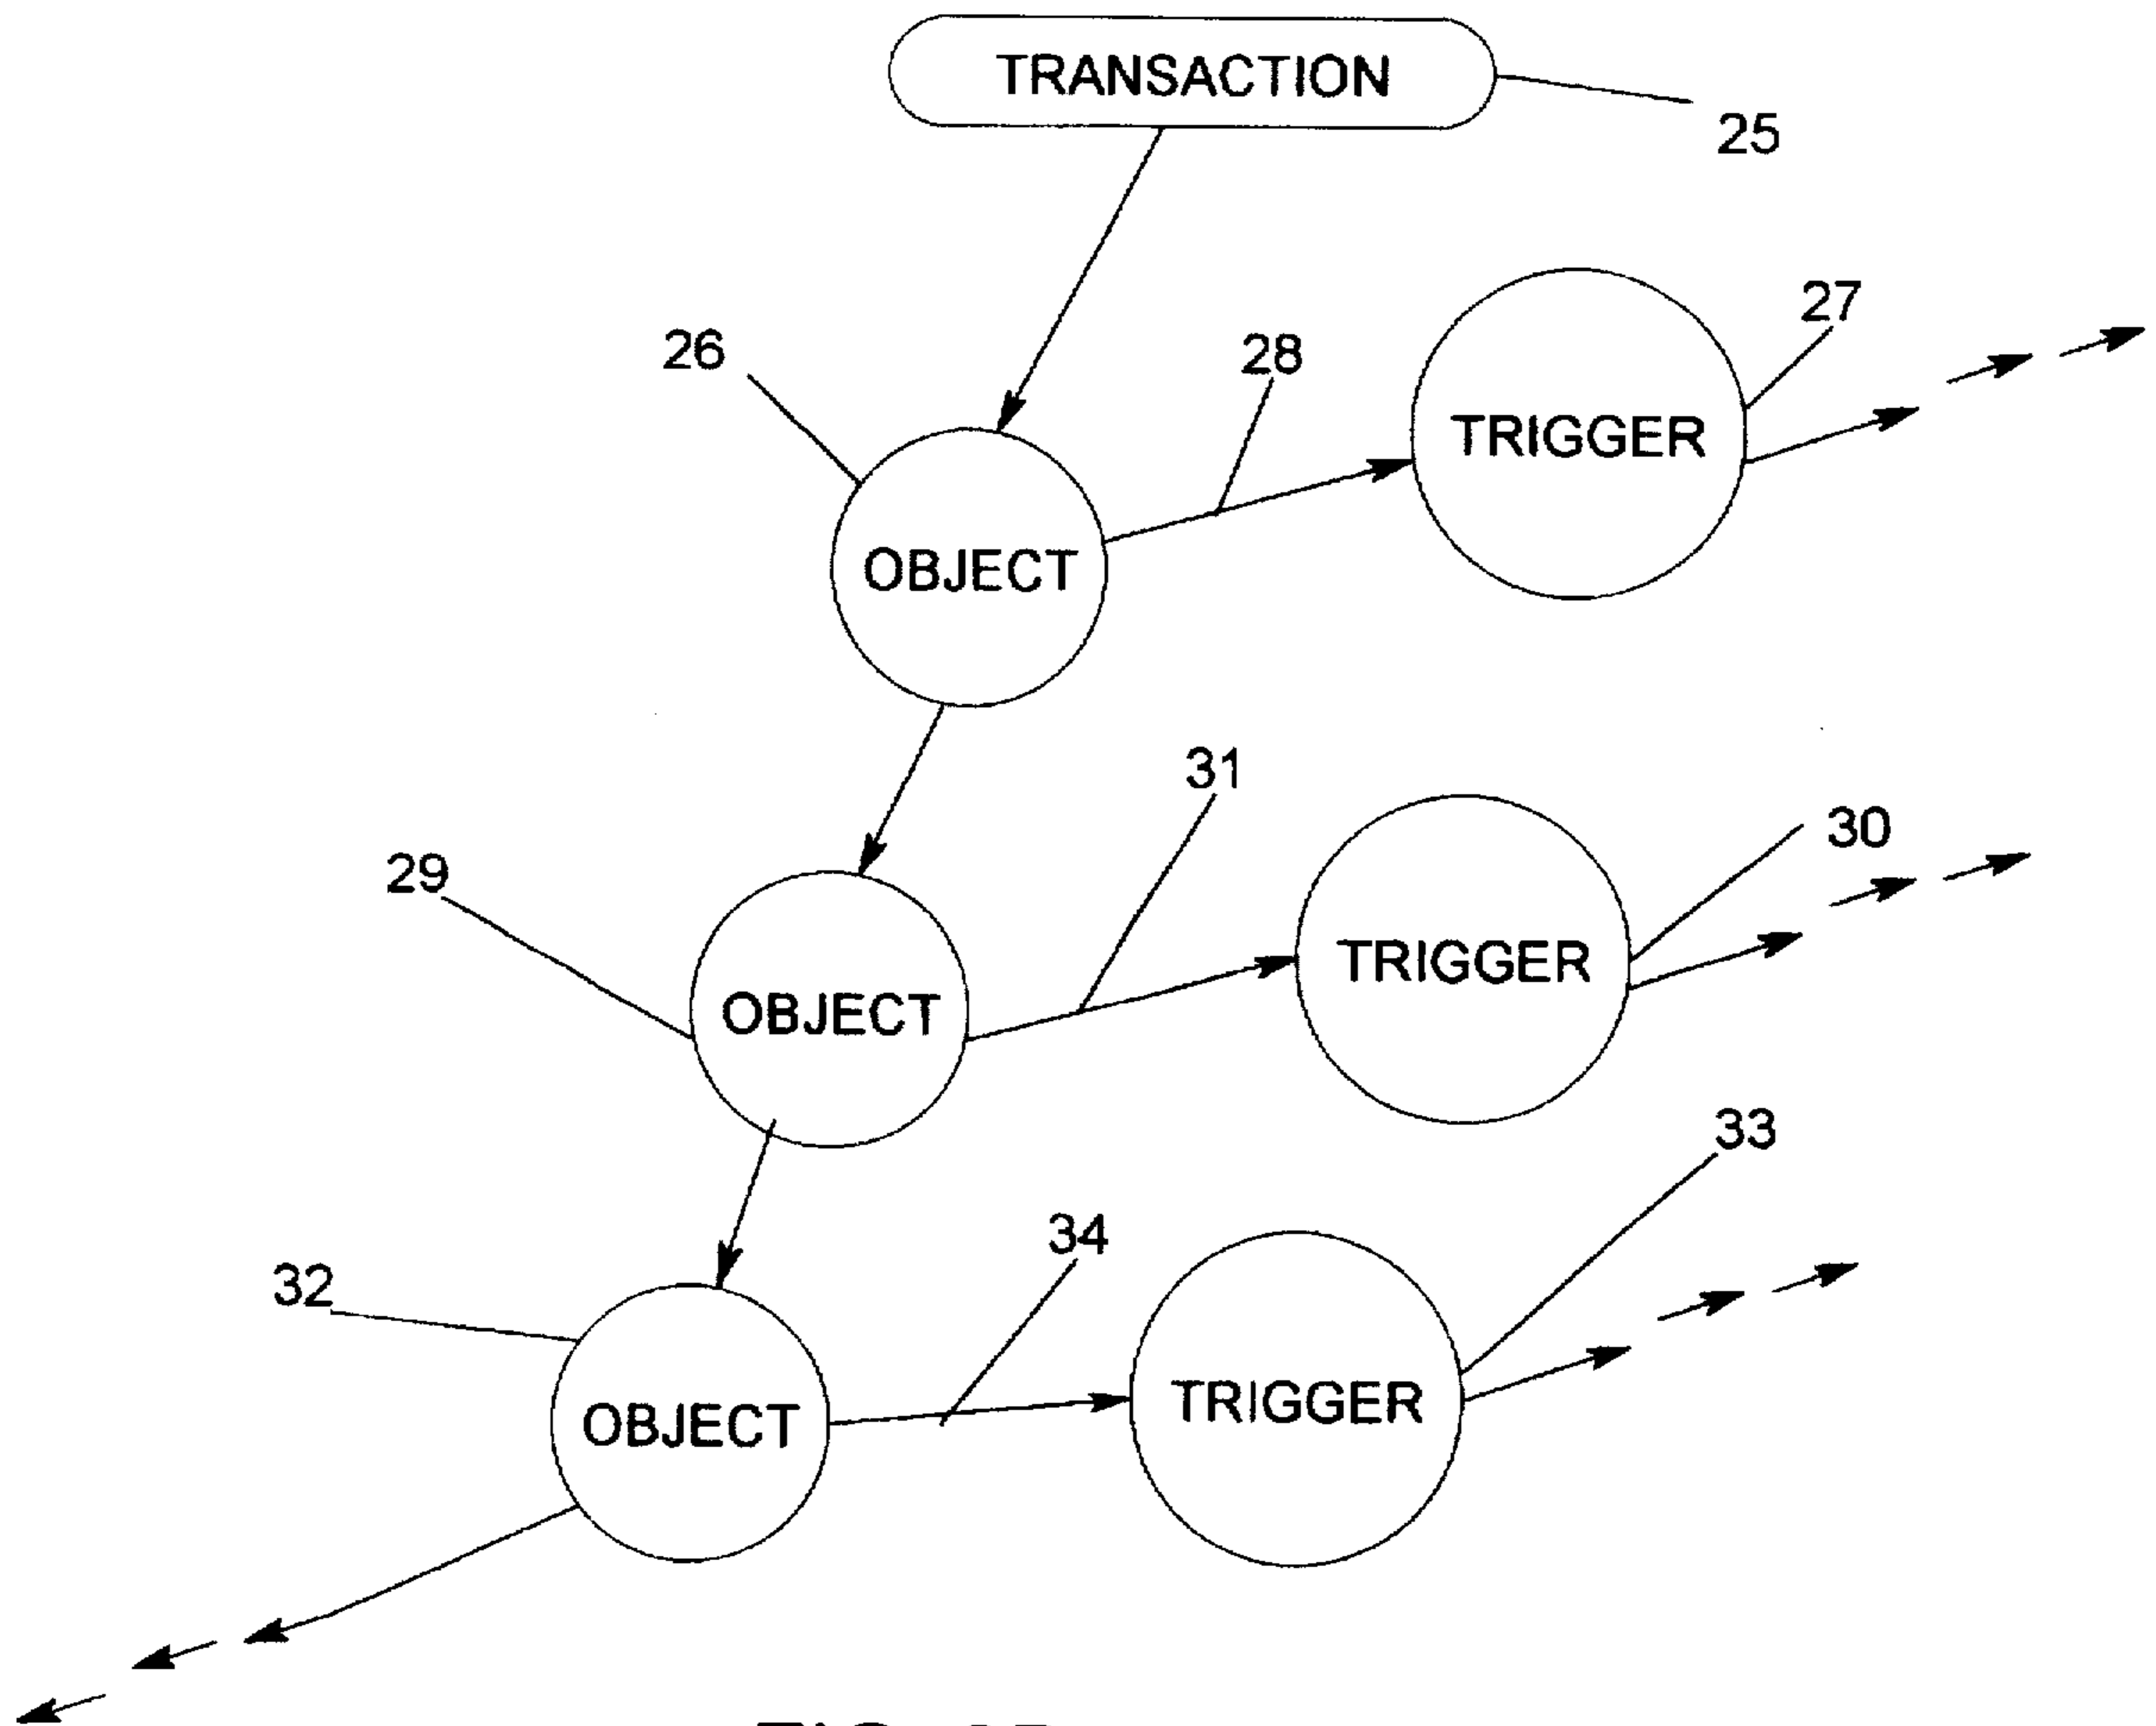 TRANSACTION
25
27
26
28
TRIGGER
OBJECT
31
30
29
TRIGGER
OBJECT
33
34
32
TRIGGER
OBJECT